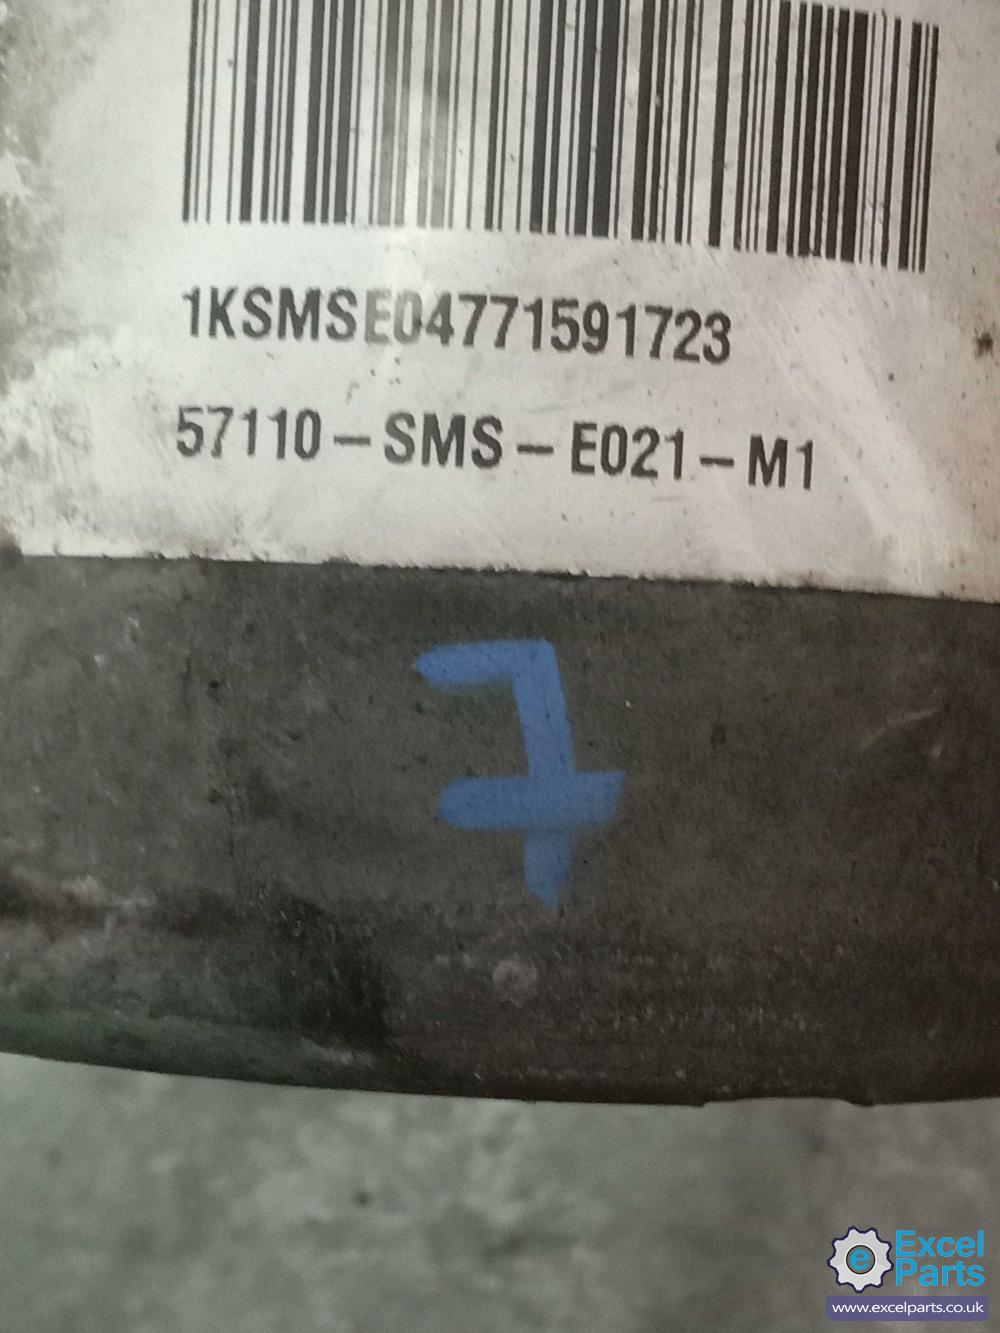 1KSMSE04771591723
57110-SMS-E021-M1
7
e Excel
Parts
www.excelparts.co.uk